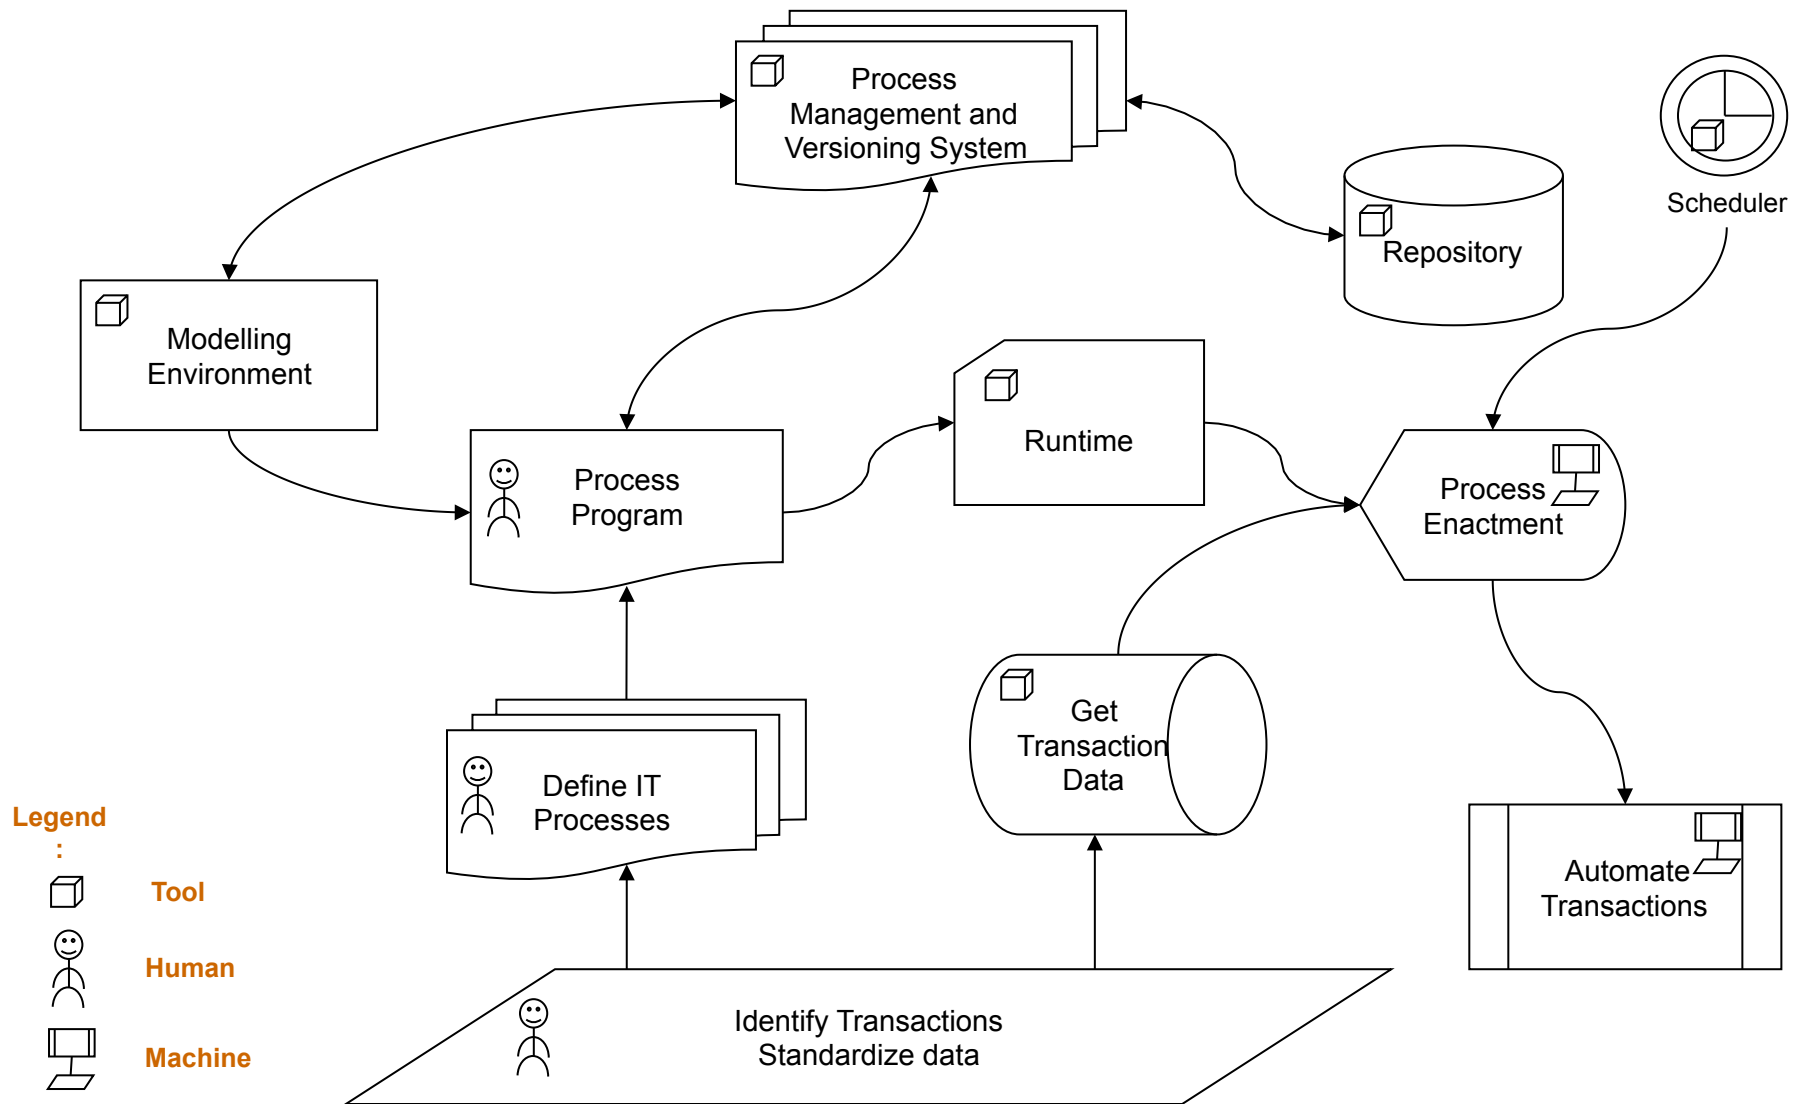 Process
Management and
Versioning System
Scheduler
Repository
Modelling
Environment
Runtime
Process
Program
Process
Enactment
Get
Transaction
Data
Define IT
Processes
Legend
:
Tool
Human
Machine
Automate
Transactions
Identify Transactions
Standardize data